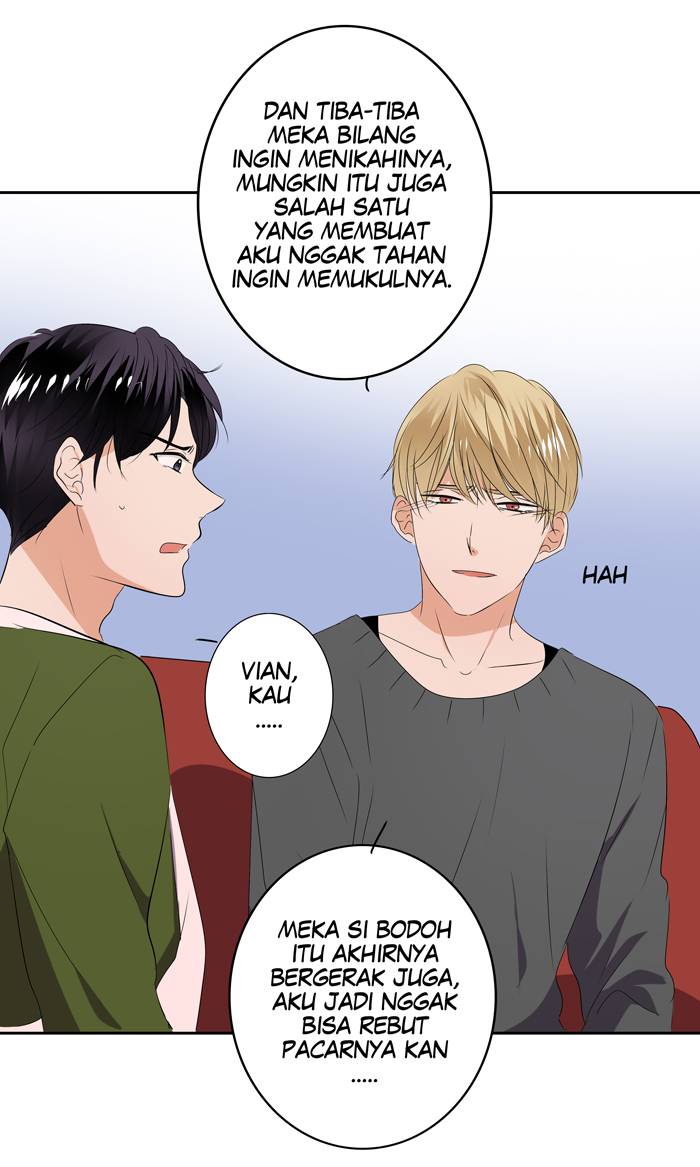 DAN TIBA-TIBA
MEKA BILANG
INGIN MENIKAHINYA,
MUNGKIN ITU JUGA
SALAH SATU
YANG MEMBUAT
AKU NGGAK TAHAN
INGIN MEMUKULNYA.
HAH
VIAN,
KAU
.....
MEKA SI BODOH
ITU AKHIRNYA
BERGERAK JUGA,
AKU JADI NGGAK
BISA REBUT
PACARNYA KAN
.....